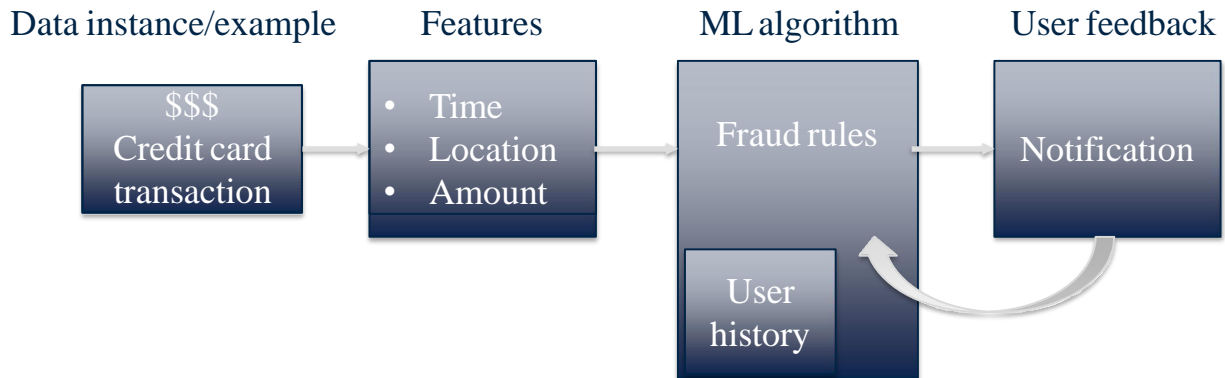 Data instance/example
Features
ML algorithm
User feedback
$$$
Credit card
transaction
• Time
• Location
• Amount
Fraud rules
User
history
Notification